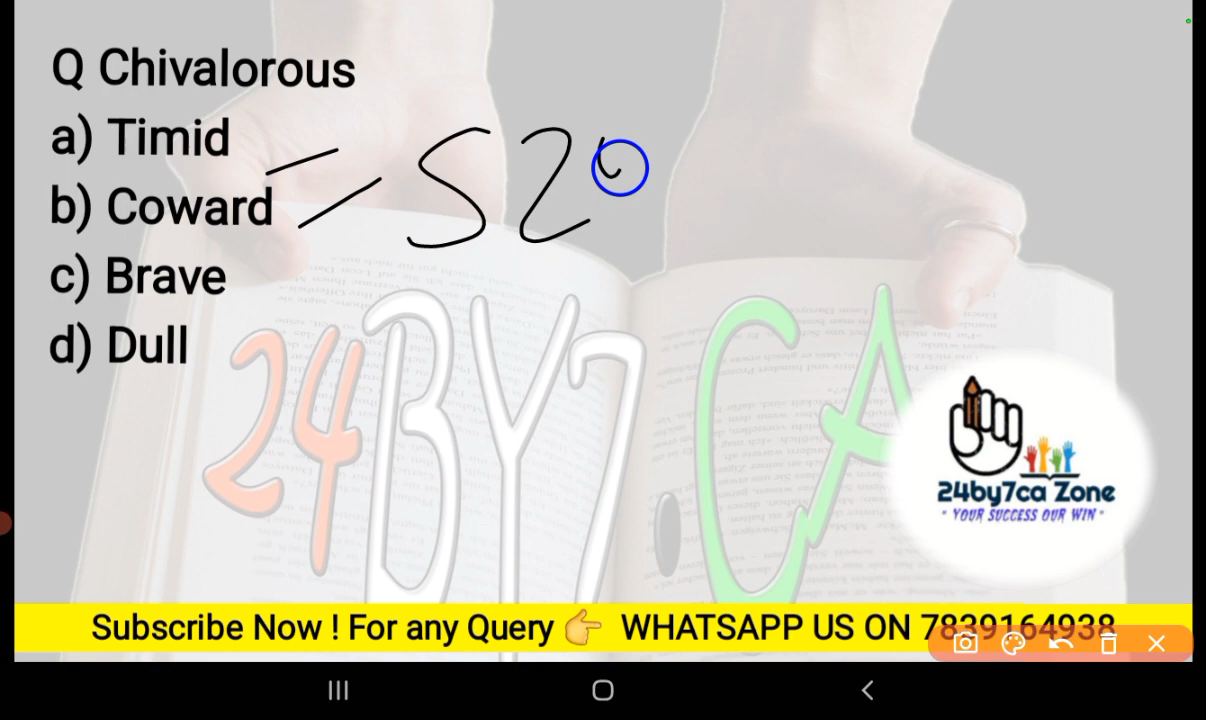 Q Chivalorous
a) Timid
b) Coward
c) Brave
d) Dull
= 52
24BY7.CA
24by7ca Zone
" YOUR SUCCESS OUR WIN "
Subscribe Now ! For any Query 👉 WHATSAPP US ON 7839164938